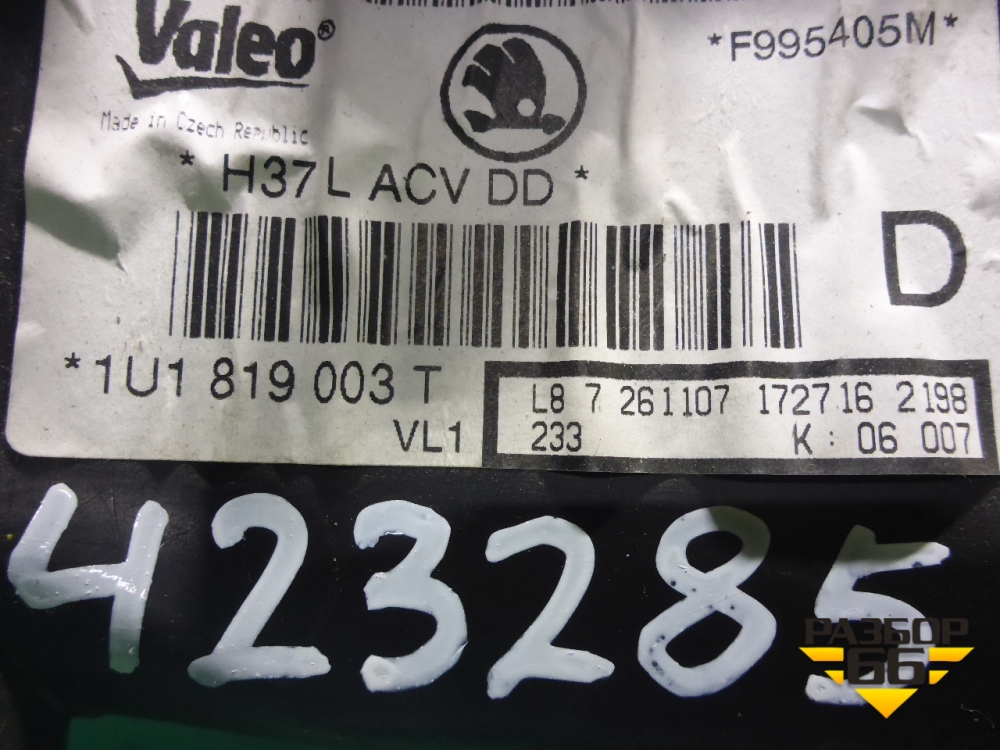 Valeo®
*F995405M*
Made in Czech Republic
* H37 L ACV DD *
D
*1U1 819 003 T
VL1
L8 7 261107 172716 2198
233 K: 06 007
423285
РАЗБОР
66